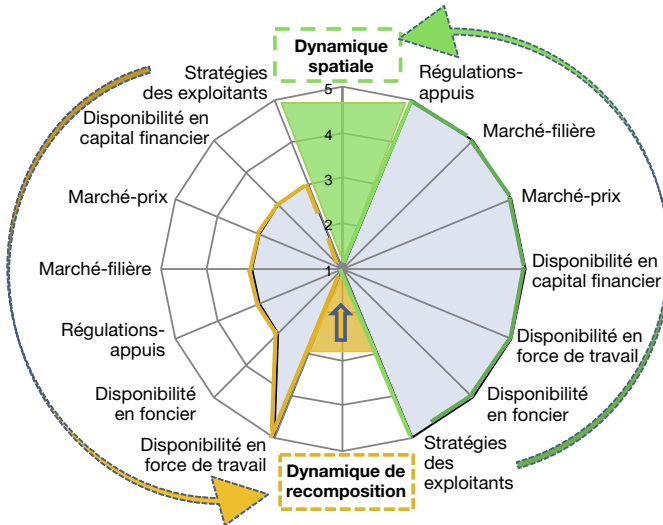 Dynamique
spatiale
Régulations-
appuis
Marché-filière
Marché-prix
Disponibilité en
capital financier
Disponibilité en
force de travail
Disponibilité
en foncier
Stratégies
des
exploitants
Dynamique de
recomposition
Disponibilité en
force de travail
Disponibilité
en foncier
Régulations-
appuis
Marché-filière
Marché-prix
Disponibilité en
capital financier
Stratégies
des exploitants
5
4
3
2
1